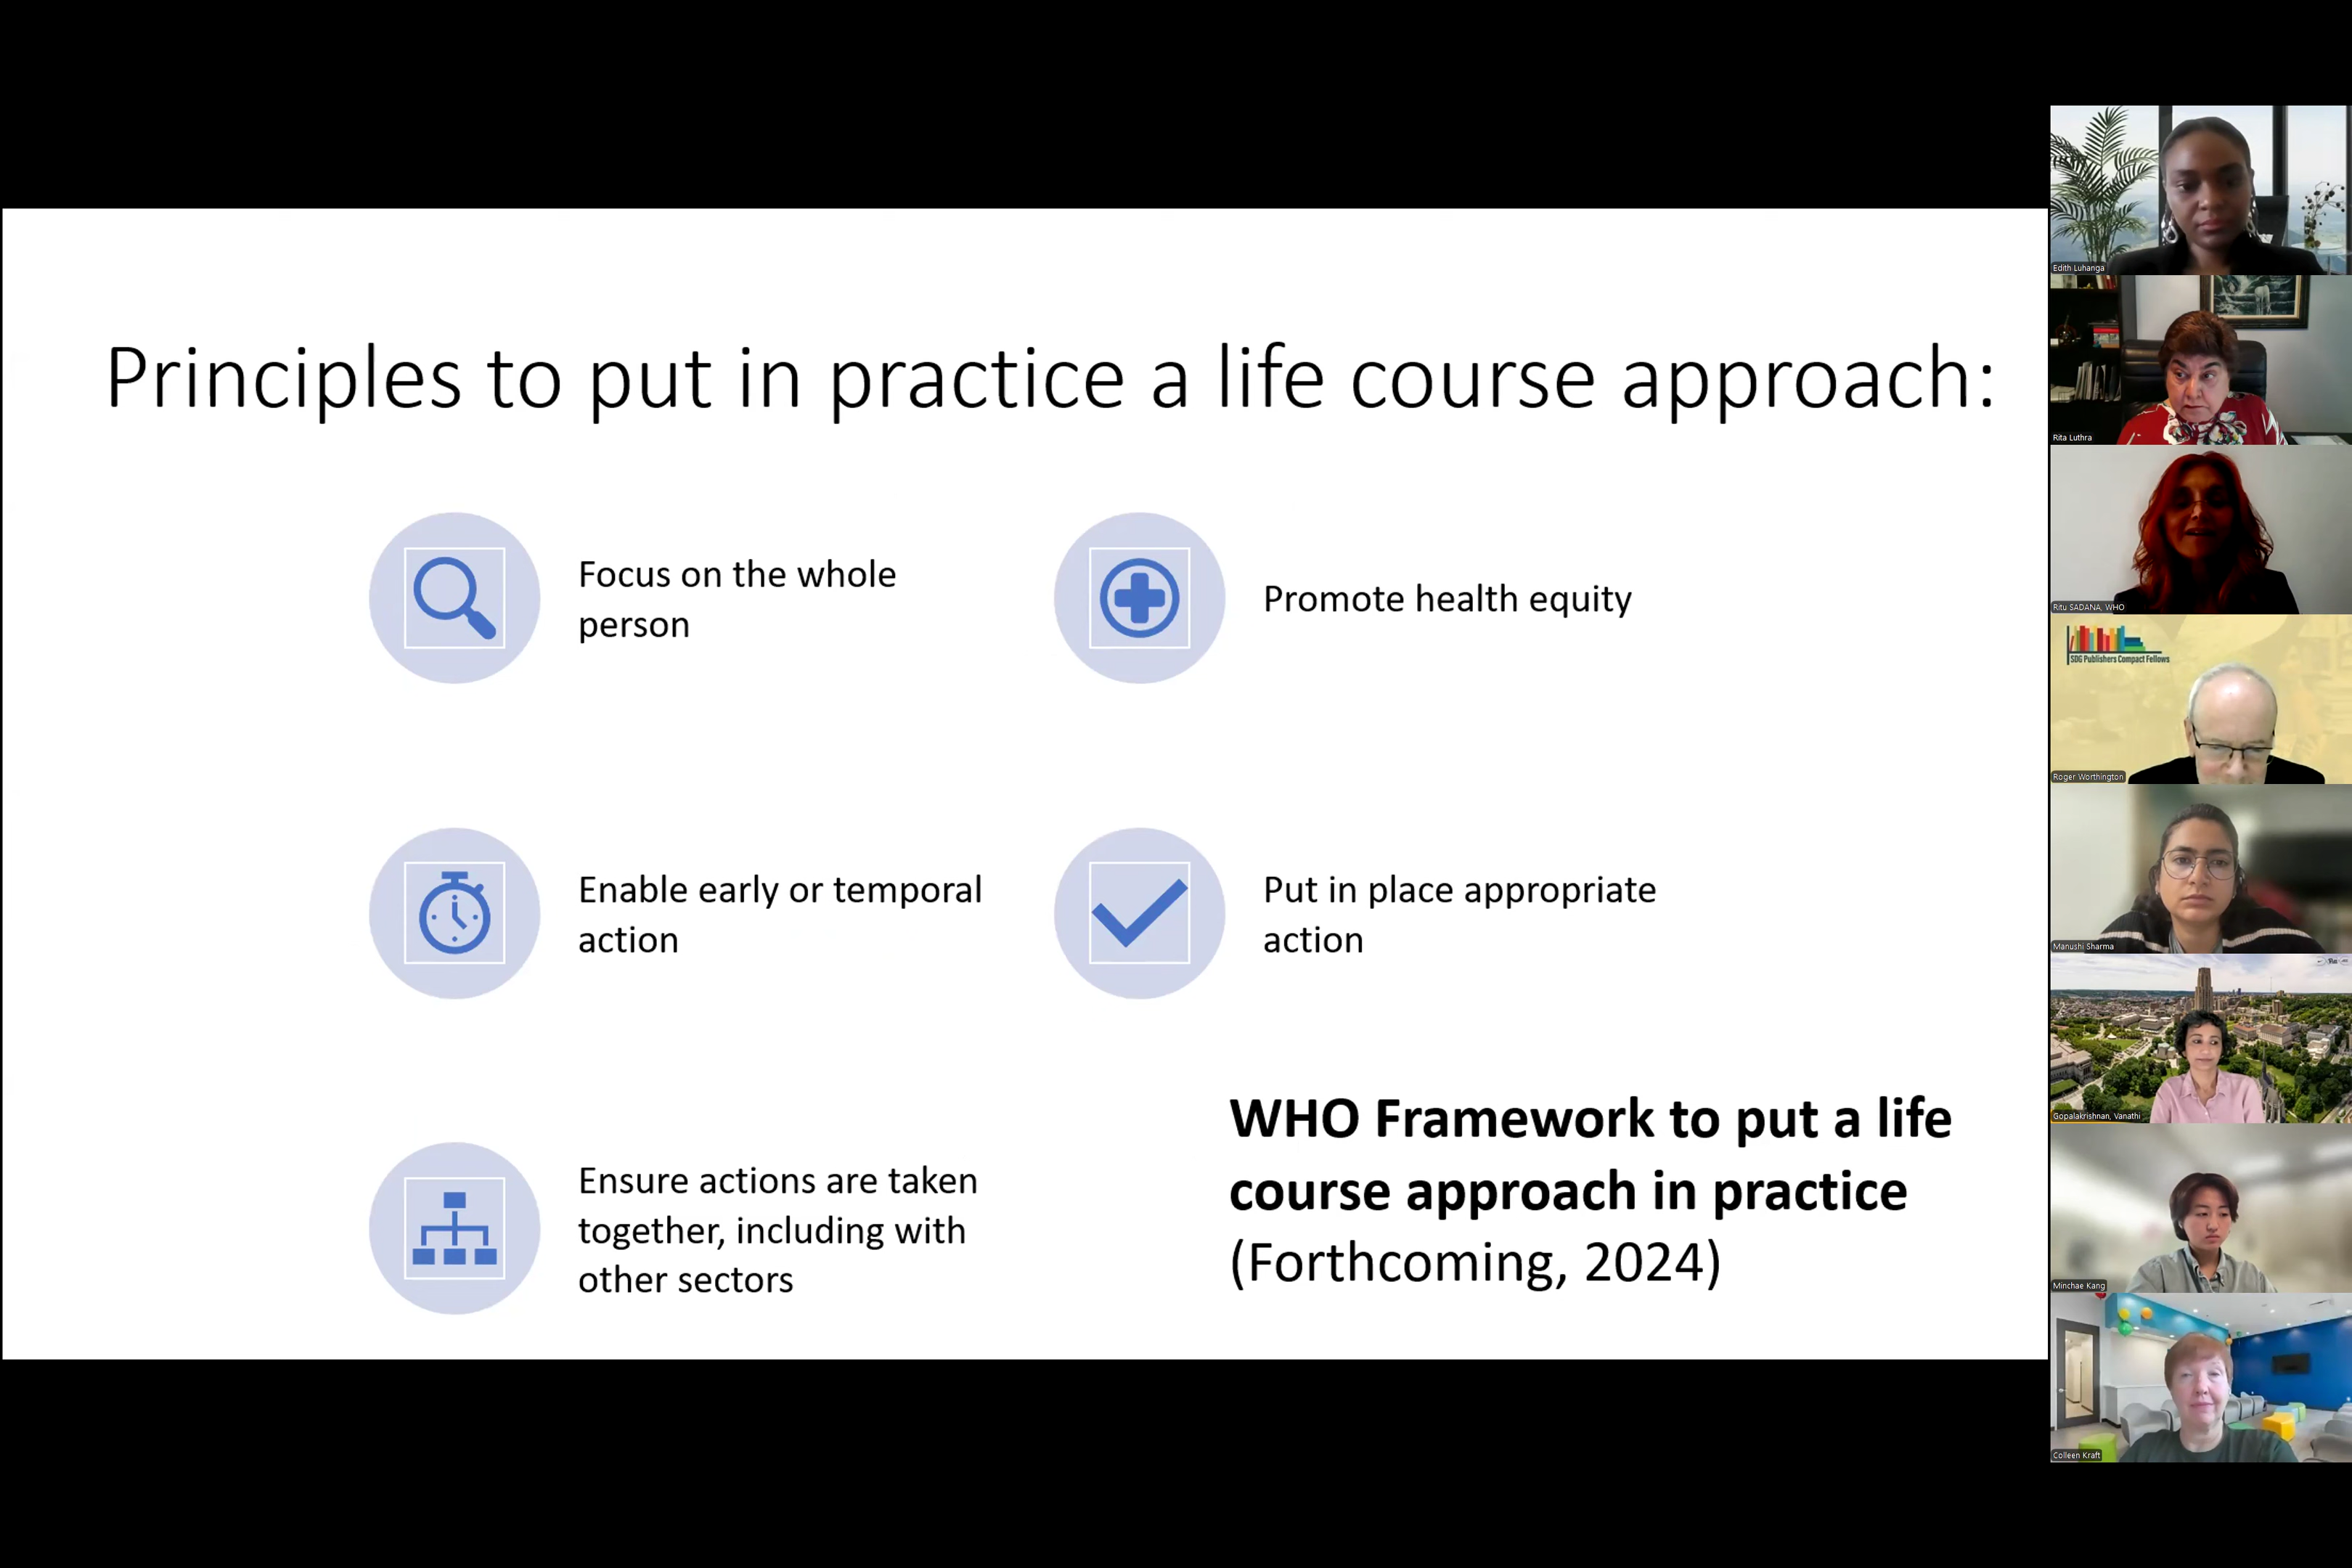 Principles to put in practice a life course approach:
Focus on the whole
person
Promote health equity
Enable early or temporal
action
Put in place appropriate
action
Ensure actions are taken
together, including with
other sectors
WHO Framework to put a life
course approach in practice
(Forthcoming, 2024)
Edith Luhanga
Rita Luthra
Ritu SADANA, WHO
SDG Publishers Compact Fellows
Roger Worthington
Manushi Sharma
Gopalakrishnan, Vanathi
Minchae Kang
Colleen Kraft